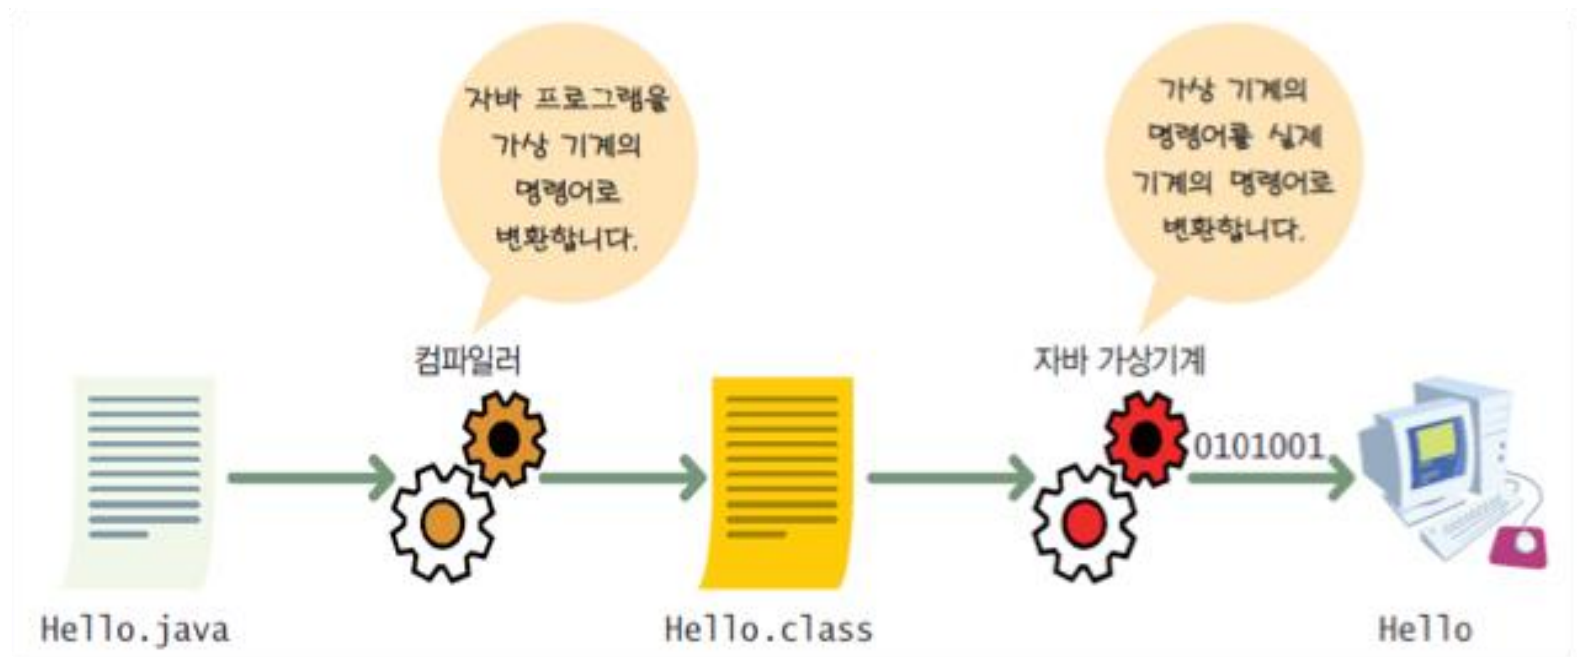 자바 프로그램을
가상 기계의
명령어로
변환합니다.
가상 기계의
명령어를 실제
기계의 명령어로
변환합니다.
컴파일러
자바 가상기계
0101001
Hello.java
Hello.class
Hello